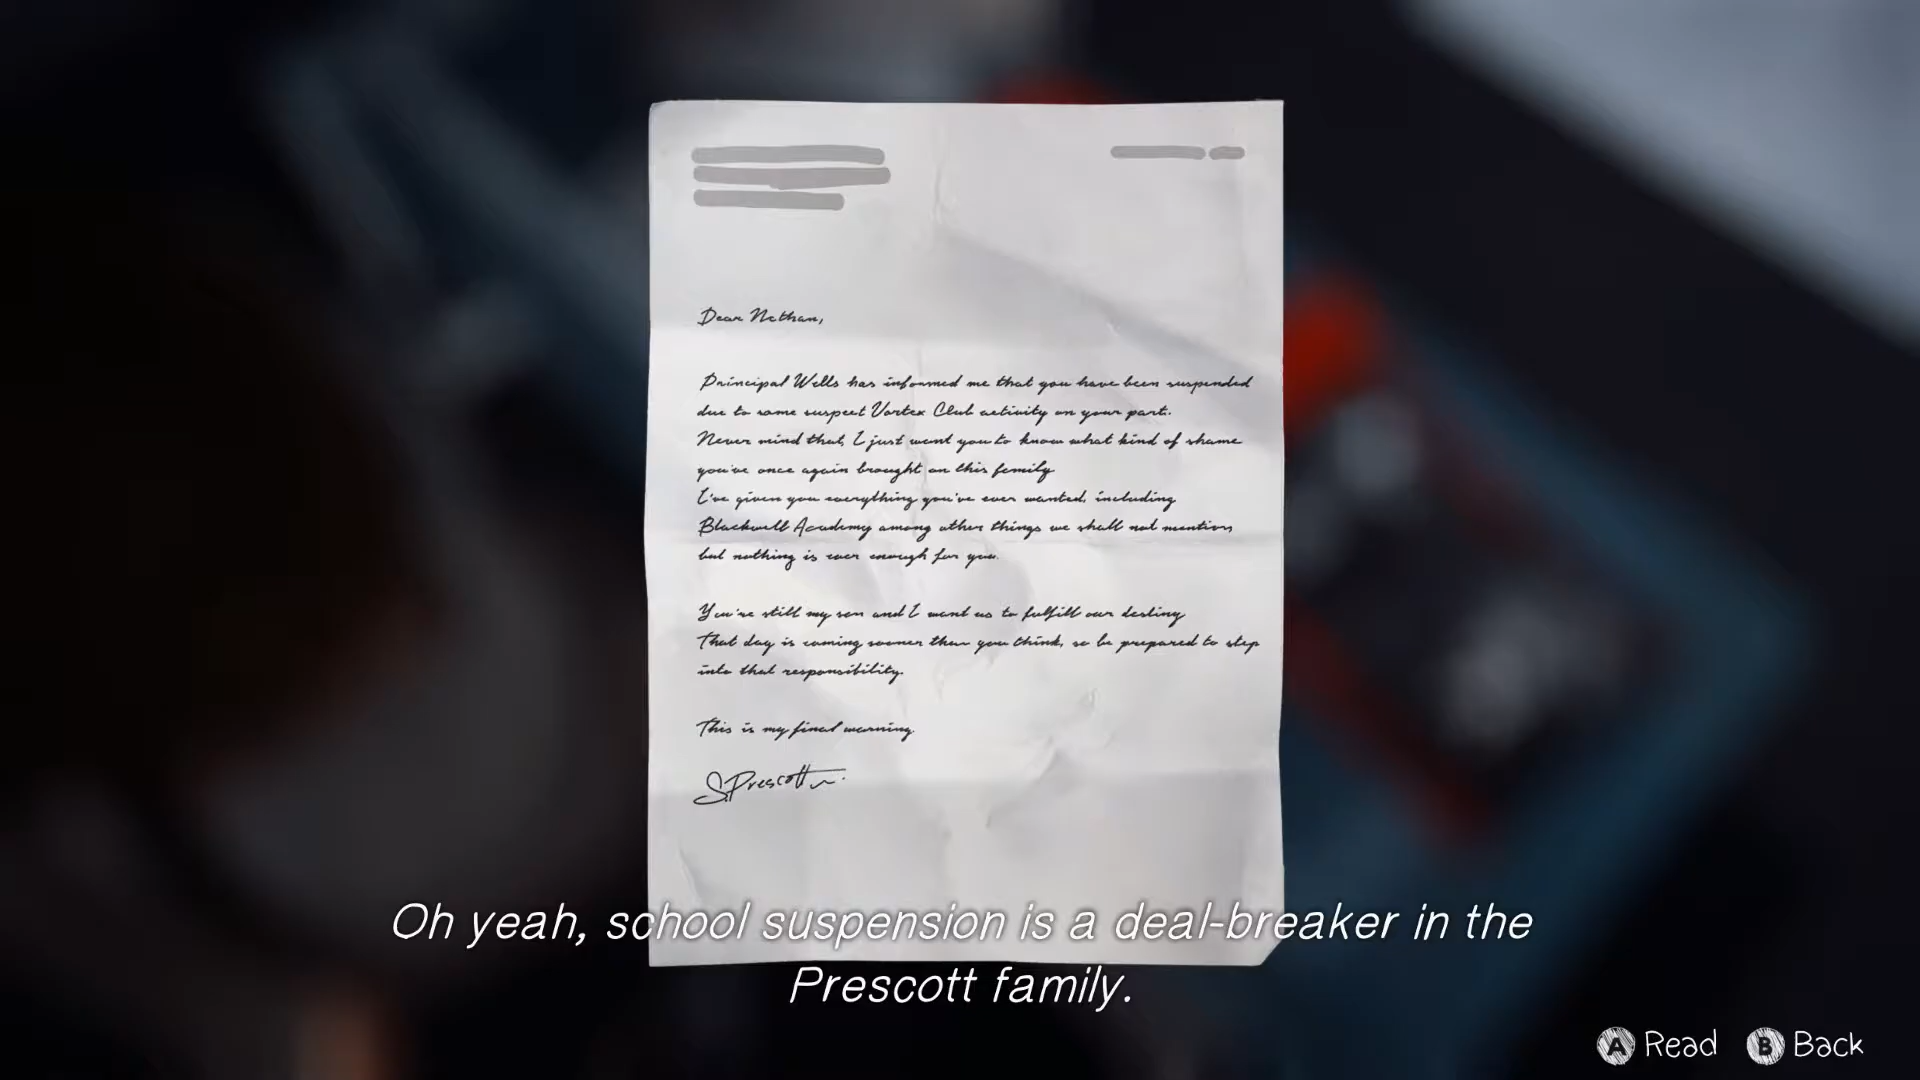 Dear Nathan,
Principal Wells has informed me that you have been suspended
due to some suspect Vortex Club activity on your part.
Never mind that, I just want you to know what kind of shame
you've once again brought on this family
I've given you everything you've ever wanted, including
Blackwell Academy among other things we shall not mention,
but nothing is ever enough for you.
You're still my son and I want us to fulfill our destiny
That day is coming sooner than you think, so be prepared to step
into that responsibility.
This is my final warning
S.Prescott
Oh yeah, school suspension is a deal-breaker in the
Prescott family.
A Read B Back